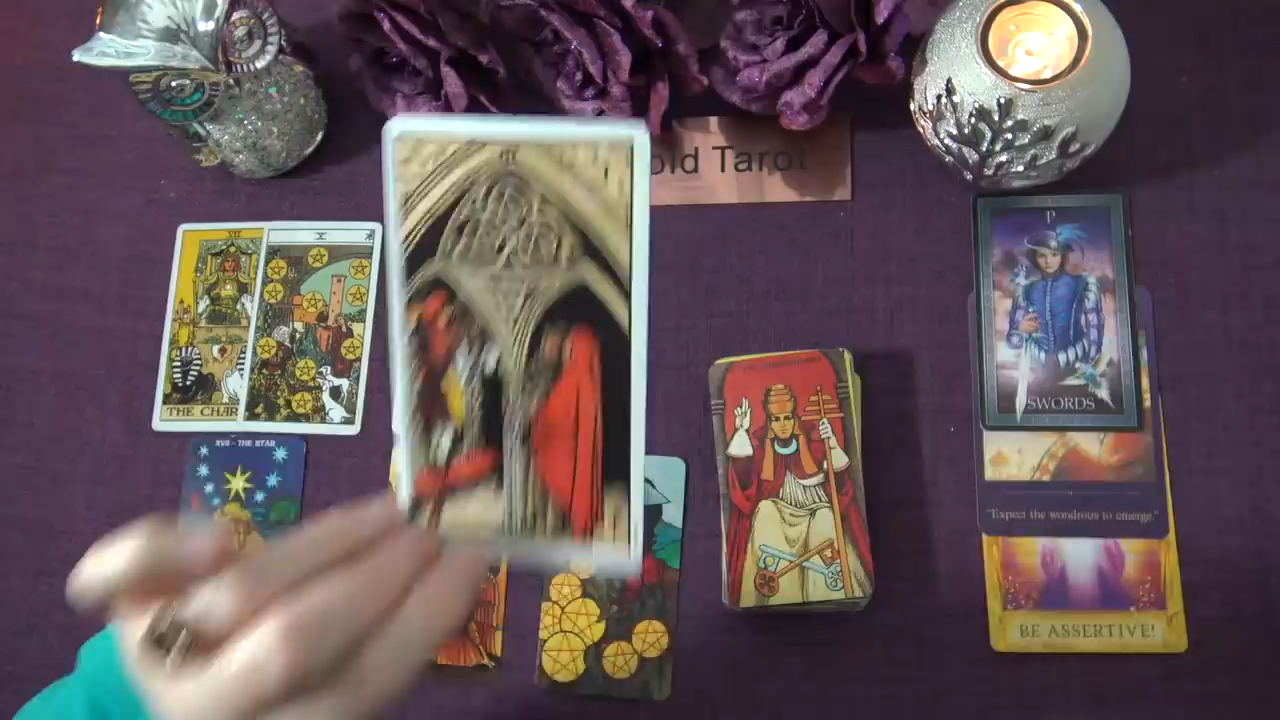 old Tarot
VII
X
THE CHAR
XVII - THE STAR
P
SWORDS
"Expect the wondrous to emerge."
BE ASSERTIVE!